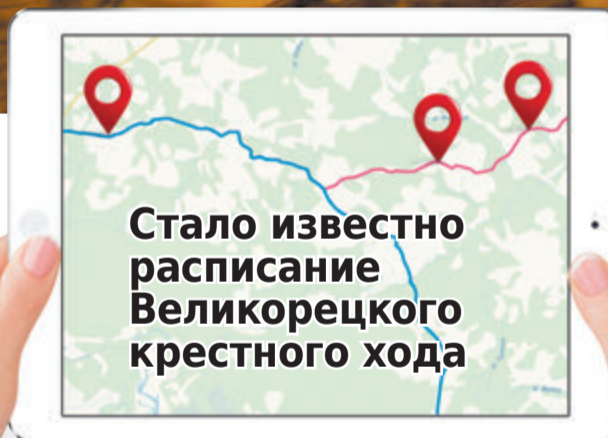 Стало известно
расписание
Великорецкого
крестного хода